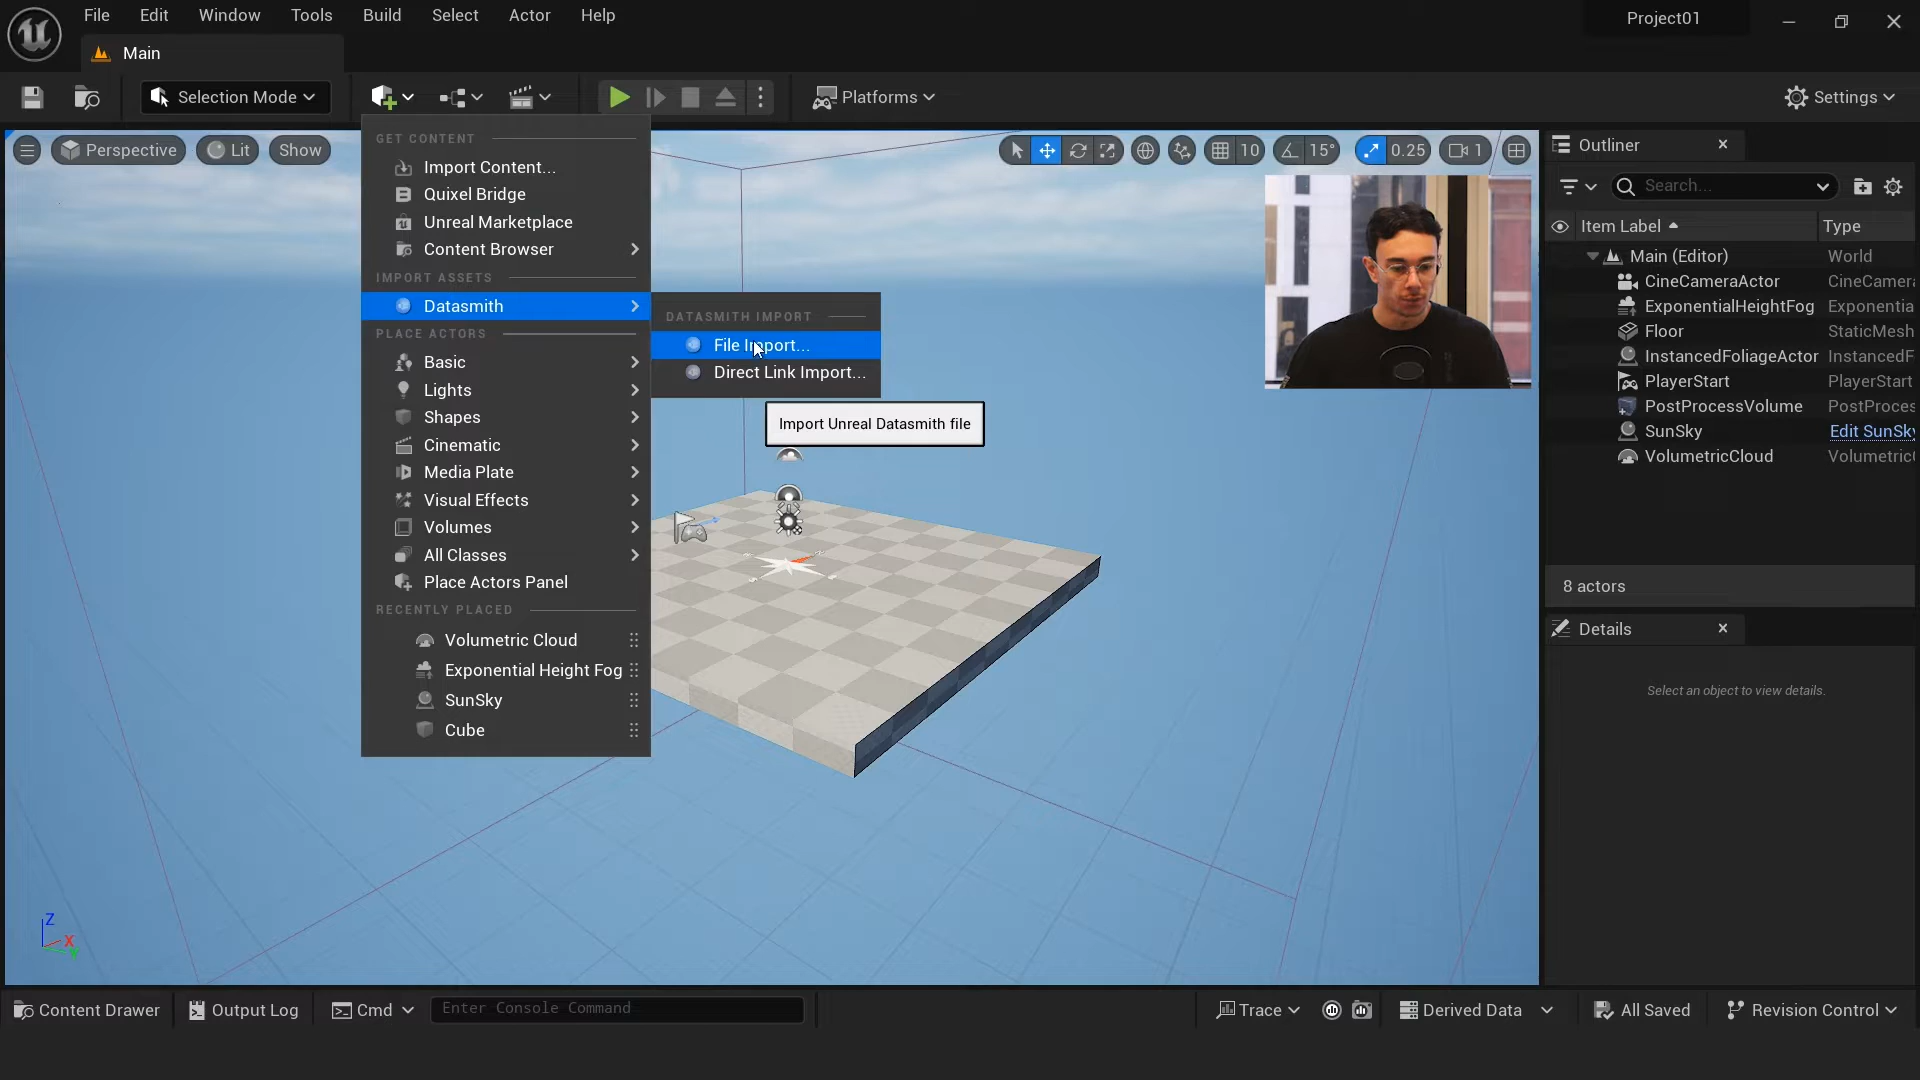 File Edit Window Tools Build Select Actor Help
Project01
Main
Selection Mode
Platforms
Settings
Perspective
Lit
Show
10
15°
0.25
1
GET CONTENT
Import Content...
Quixel Bridge
Unreal Marketplace
Content Browser
IMPORT ASSETS
Datasmith
PLACE ACTORS
Basic
Lights
Shapes
Cinematic
Media Plate
Visual Effects
Volumes
All Classes
Place Actors Panel
RECENTLY PLACED
Volumetric Cloud
Exponential Height Fog
SunSky
Cube
DATASMITH IMPORT
File Import...
Direct Link Import...
Import Unreal Datasmith file
Outliner
Search...
Item Label Type
Main (Editor) World
CineCameraActor CineCamera
ExponentialHeightFog Exponentia
Floor StaticMesh
InstancedFoliageActor InstancedF
PlayerStart PlayerStart
PostProcessVolume PostProces
SunSky Edit SunSky
VolumetricCloud Volumetric
8 actors
Details
Select an object to view details.
Z
X
Y
Content Drawer
Output Log
Cmd
Enter Console Command
Trace
Derived Data
All Saved
Revision Control